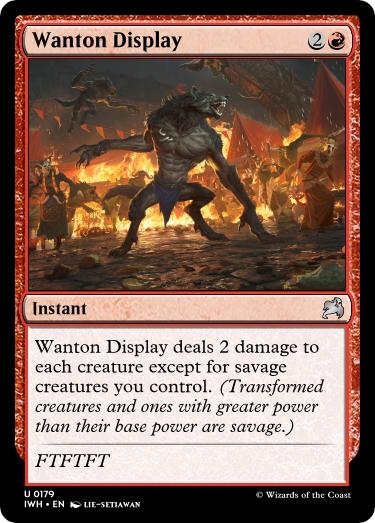 Wanton Display 2
Instant
Wanton Display deals 2 damage to
each creature except for savage
creatures you control. (Transformed
creatures and ones with greater power
than their base power are savage.)
FTFTFT
U 0179
IWH • EN LIE-SETIAWAN
© Wizards of the Coast